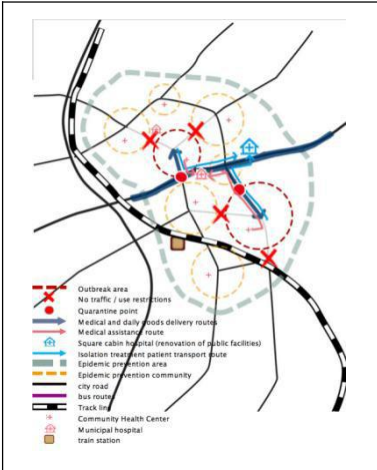 Outbreak area
No traffic / use restrictions
Quarantine point
Medical and daily goods delivery routes
Medical assistance route
Square cabin hospital (renovation of public facilities)
Isolation treatment patient transport route
Epidemic prevention area
Epidemic prevention community
city road
bus routes
Track line
Community Health Center
Municipal hospital
train station